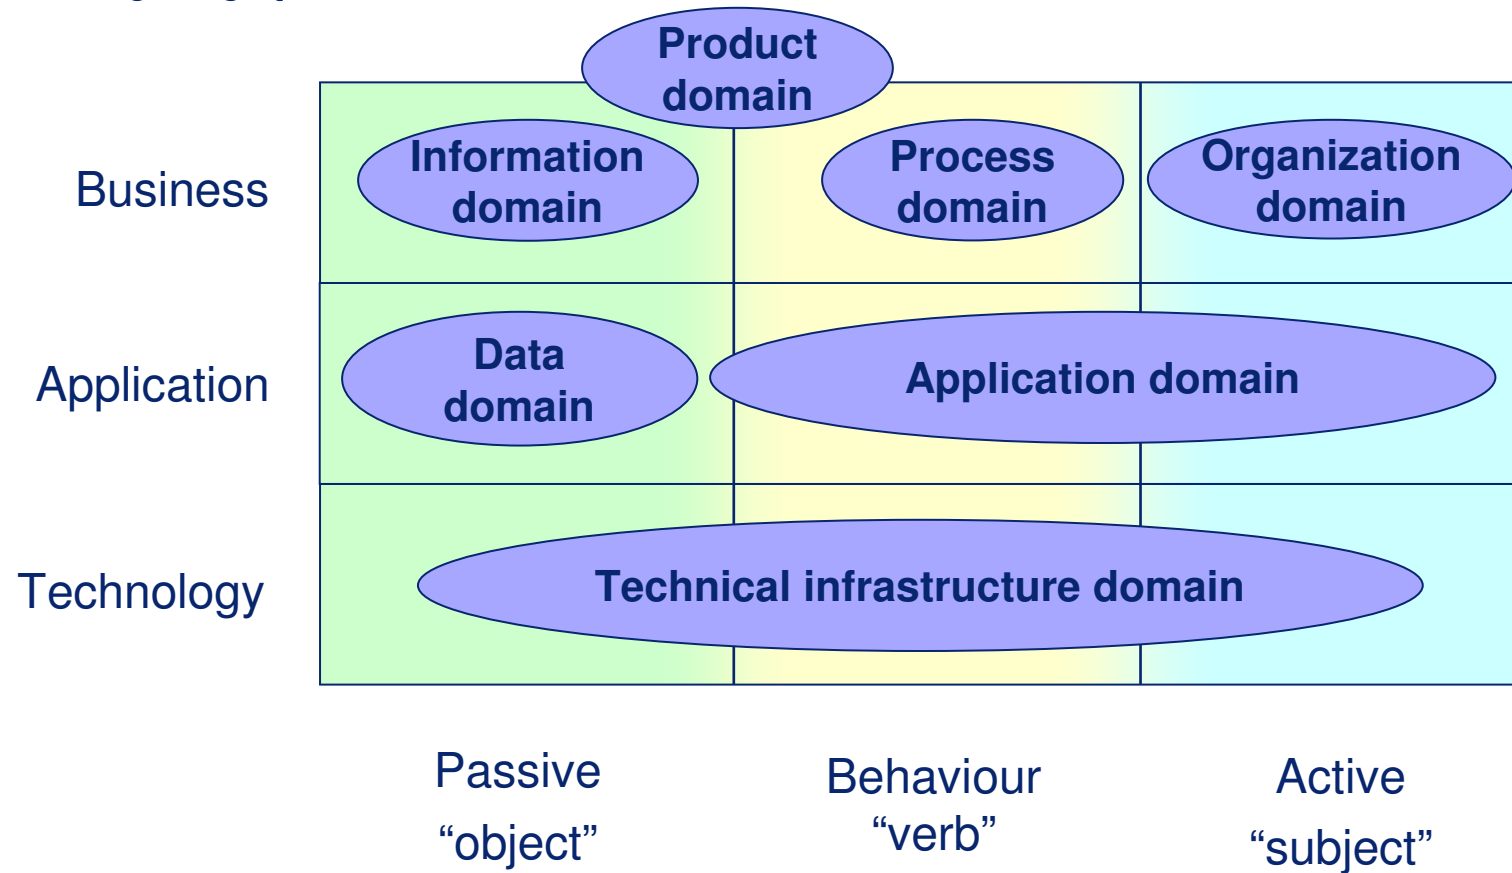 Product
domain
Business
Information
domain
Process
domain
Organization
domain
Application
Data
domain
Application domain
Technology
Technical infrastructure domain
Passive
“object”
Behaviour
“verb”
Active
“subject”